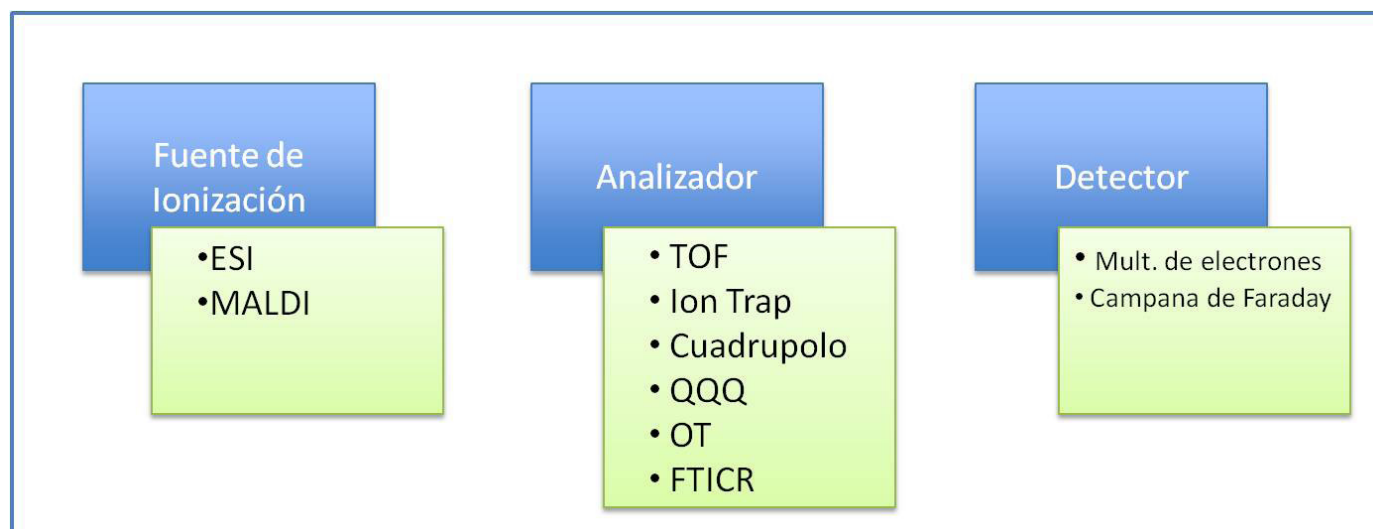 Fuente de
Ionización
•ESI
•MALDI
Analizador
• TOF
• Ion Trap
• Cuadrupolo
• QQQ
• OT
• FTICR
Detector
• Mult. de electrones
• Campana de Faraday